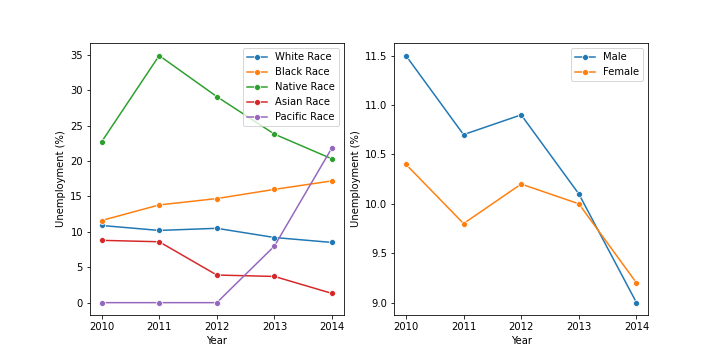 35
30
25
20
15
10
5
0
Unemployment (%)
2010 2011 2012 2013 2014
Year
White Race
Black Race
Native Race
Asian Race
Pacific Race
11.5
11.0
10.5
10.0
9.5
9.0
Unemployment (%)
2010 2011 2012 2013 2014
Year
Male
Female